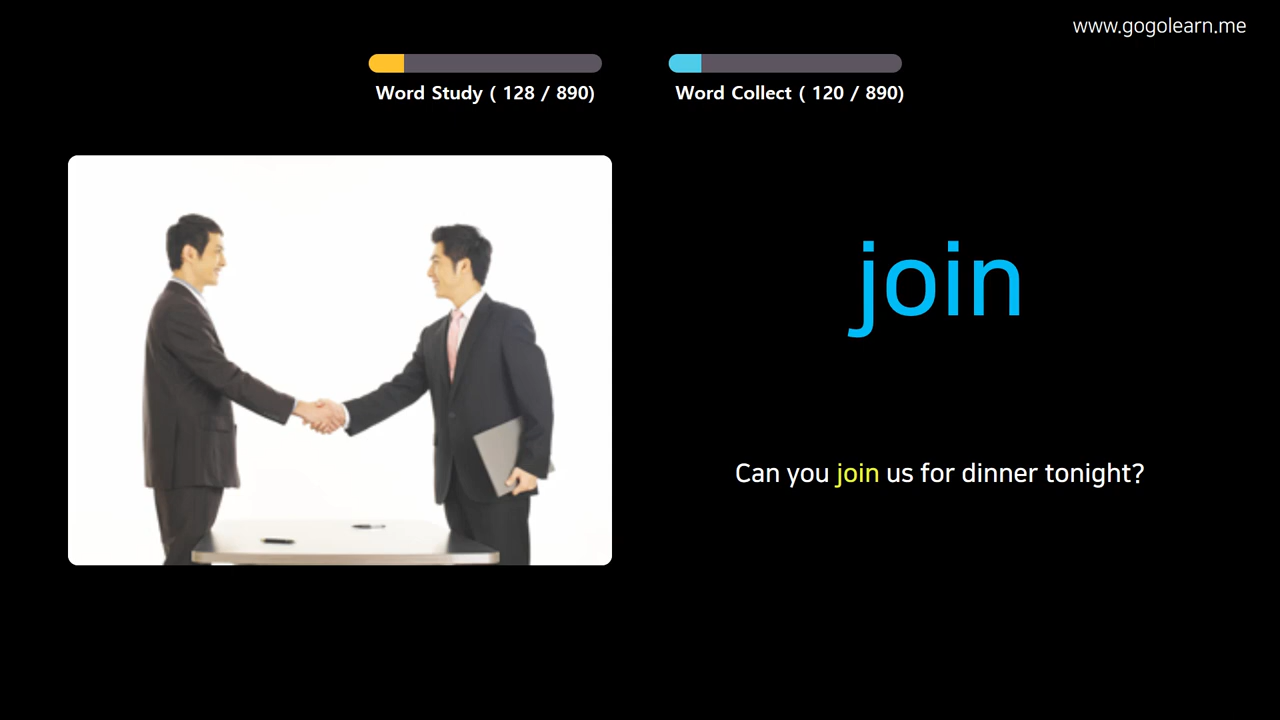 www.gogolearn.me
Word Study ( 128 / 890)
Word Collect ( 120 / 890)
join
Can you join us for dinner tonight?